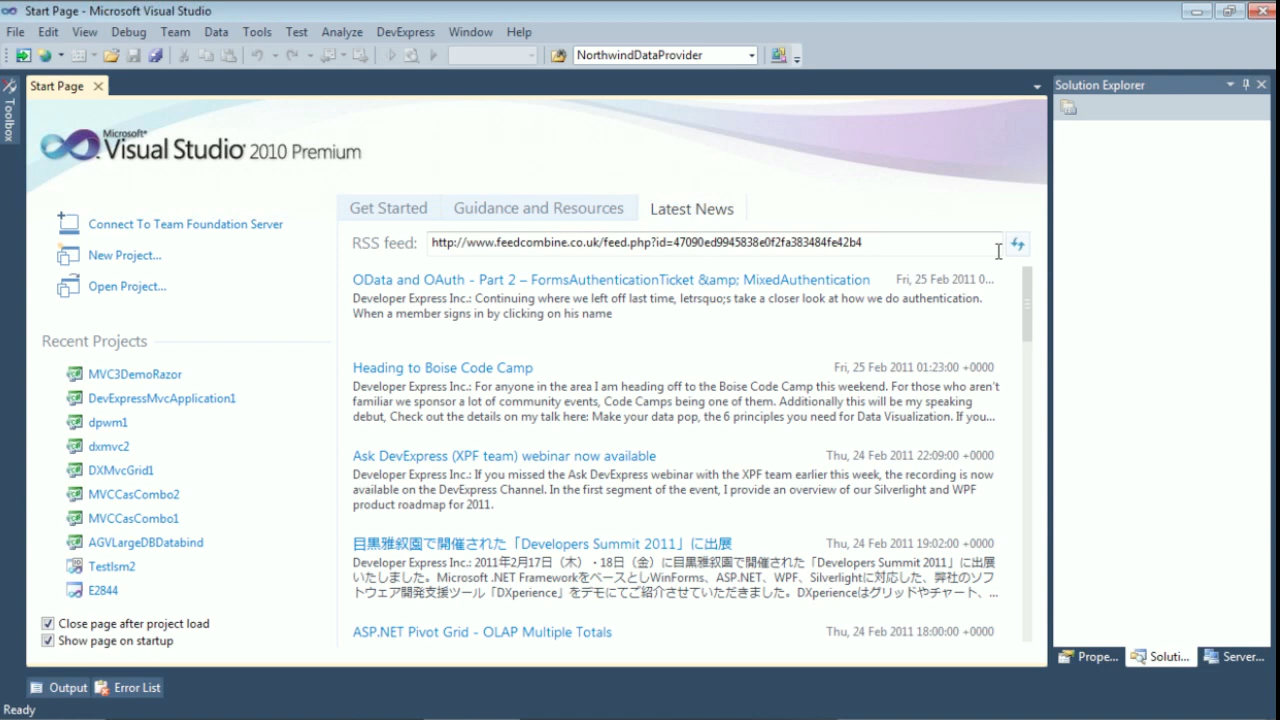 Start Page - Microsoft Visual Studio
File Edit View Debug Team Data Tools Test Analyze DevExpress Window Help
NorthwindDataProvider
Toolbox
Start Page
Microsoft®
Visual Studio® 2010 Premium
Connect To Team Foundation Server
New Project...
Open Project...
Recent Projects
MVC3DemoRazor
DevExpressMvcApplication1
dpwm1
dxmvc2
DXMvcGrid1
MVCCasCombo2
MVCCasCombo1
AGVLargeDBDatabind
TestIsm2
E2844
Close page after project load
Show page on startup
Get Started Guidance and Resources Latest News
RSS feed: http://www.feedcombine.co.uk/feed.php?id=47090ed9945838e0f2fa383484fe42b4
OData and OAuth - Part 2 – FormsAuthenticationTicket &amp; MixedAuthentication Fri, 25 Feb 2011 0...
Developer Express Inc.: Continuing where we left off last time, letrsquo;s take a closer look at how we do authentication.
When a member signs in by clicking on his name
Heading to Boise Code Camp Fri, 25 Feb 2011 01:23:00 +0000
Developer Express Inc.: For anyone in the area I am heading off to the Boise Code Camp this weekend. For those who aren't
familiar we sponsor a lot of community events, Code Camps being one of them. Additionally this will be my speaking
debut, Check out the details on my talk here: Make your data pop, the 6 principles you need for Data Visualization. If you...
Ask DevExpress (XPF team) webinar now available Thu, 24 Feb 2011 22:09:00 +0000
Developer Express Inc.: If you missed the Ask DevExpress webinar with the XPF team earlier this week, the recording is now
available on the DevExpress Channel. In the first segment of the event, I provide an overview of our Silverlight and WPF
product roadmap for 2011.
目黒雅叙園で開催された「Developers Summit 2011」に出展 Thu, 24 Feb 2011 19:02:00 +0000
Developer Express Inc.: 2011年2月17日（木）・18日（金）に目黒雅叙園で開催された「Developers Summit 2011」に出展
いたしました。Microsoft .NET FrameworkをベースとしWinForms、ASP.NET、WPF、Silverlightに対応した、弊社のソフ
トウェア開発支援ツール「DXperience」をデモにてご紹介させていただきました。DXperienceはグリッドやチャート、...
ASP.NET Pivot Grid - OLAP Multiple Totals Thu, 24 Feb 2011 18:00:00 +0000
Solution Explorer
Prope... Soluti... Server...
Output Error List
Ready